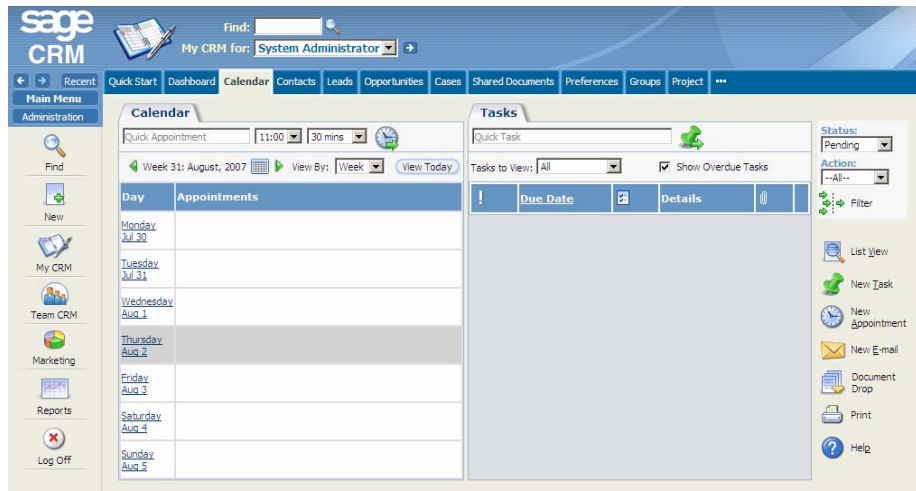 sage
CRM
Find:
My CRM for: System Administrator
Recent
Quick Start Dashboard Calendar Contacts Leads Opportunities Cases Shared Documents Preferences Groups Project •••
Main Menu
Administration
Find
New
My CRM
Team CRM
Marketing
Reports
Log Off
Calendar
Quick Appointment 11:00 30 mins
Week 31: August, 2007 View By: Week View Today
Day Appointments
Monday
Jul 30
Tuesday
Jul 31
Wednesday
Aug 1
Thursday
Aug 2
Friday
Aug 3
Saturday
Aug 4
Sunday
Aug 5
Tasks
Quick Task
Tasks to View: All Show Overdue Tasks
! Due Date Details
Status:
Pending
Action:
--All--
Filter
List View
New Task
New
Appointment
New E-mail
Document
Drop
Print
Help